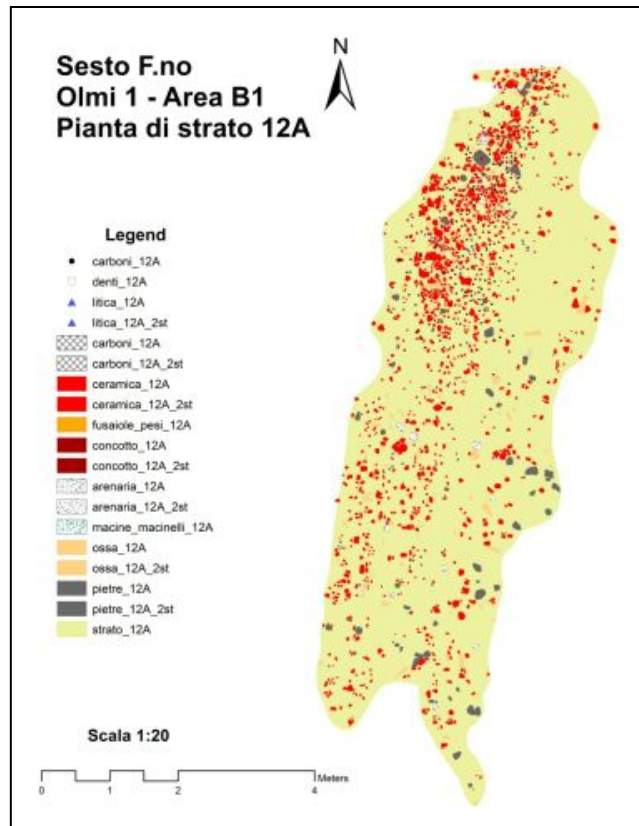 Sesto F.no
Olmi 1 - Area B1
Pianta di strato 12A
N
Legend
carboni_12A
denti_12A
litica_12A
litica_12A_2st
carboni_12A
carboni_12A_2st
ceramica_12A
ceramica_12A_2st
fusaiole_pesi_12A
concotto_12A
concotto_12A_2st
arenaria_12A
arenaria_12A_2st
macine_macinelli_12A
ossa_12A
ossa_12A_2st
pietre_12A
pietre_12A_2st
strato_12A
Scala 1:20
Meters
0 1 2 4